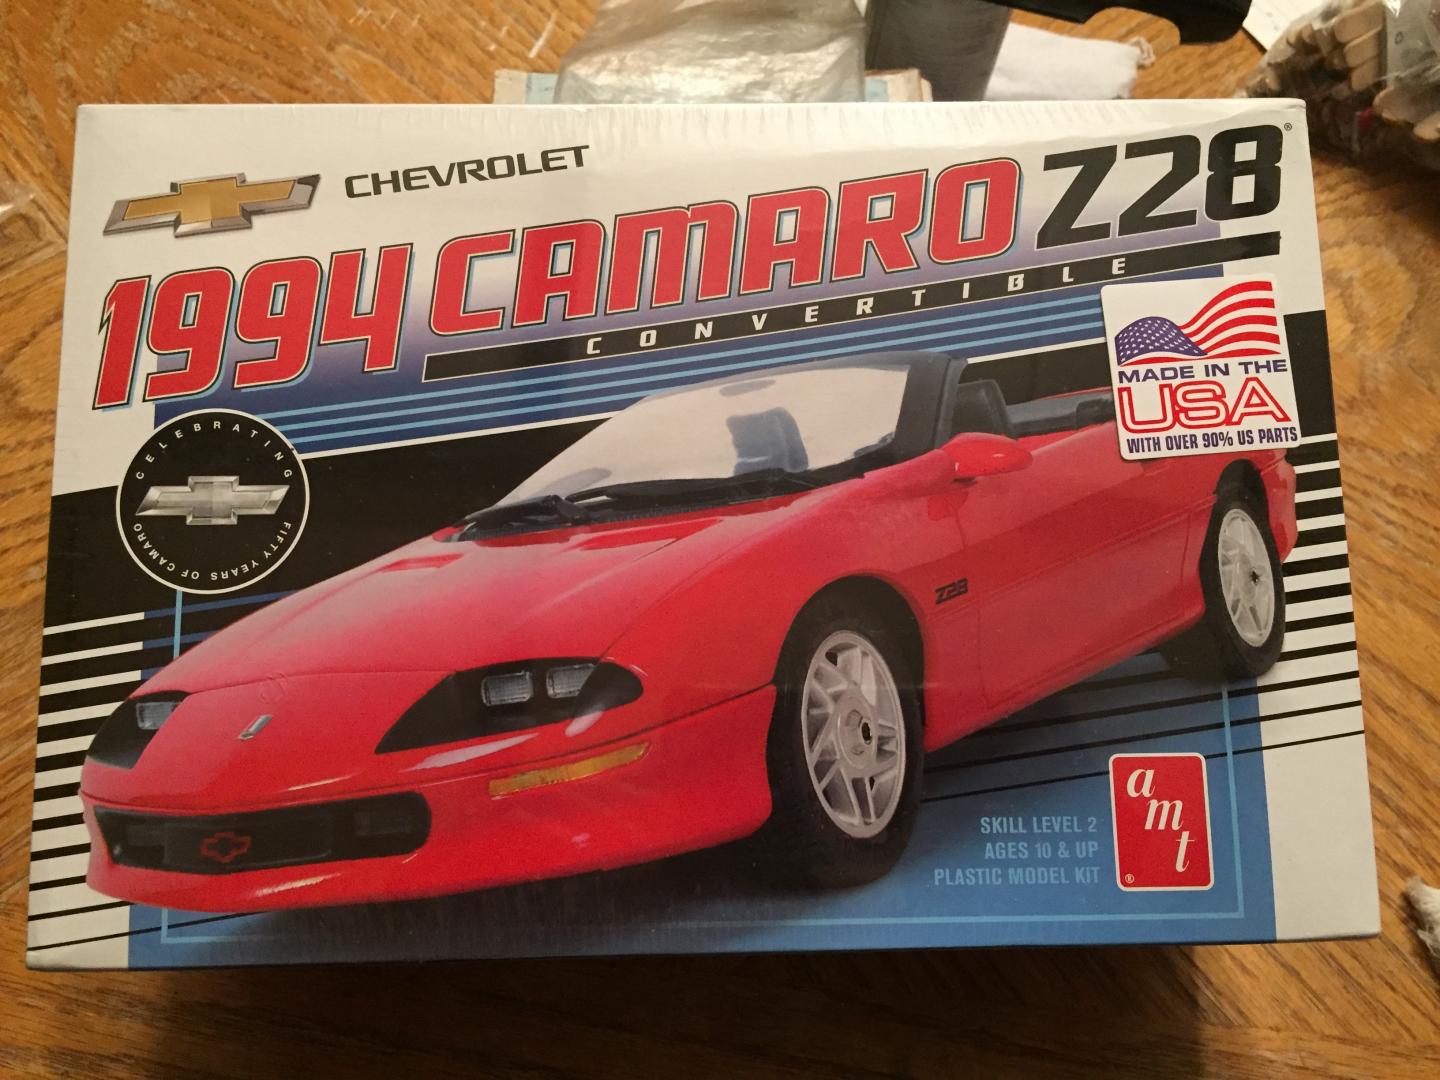 CHEVROLET
1994 CAMARO Z28®
CONVERTIBLE
MADE IN THE
USA
WITH OVER 90% US PARTS
CELEBRATING
FIFTY YEARS OF CAMARO
Z28
SKILL LEVEL 2
AGES 10 & UP
PLASTIC MODEL KIT
amt®